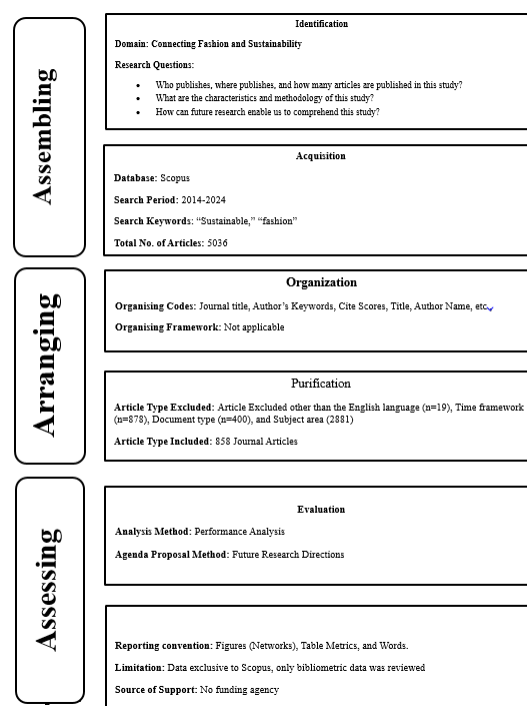 Assembling
Identification
Domain: Connecting Fashion and Sustainability
Research Questions:
• Who publishes, where publishes, and how many articles are published in this study?
• What are the characteristics and methodology of this study?
• How can future research enable us to comprehend this study?
Acquisition
Database: Scopus
Search Period: 2014-2024
Search Keywords: “Sustainable,” “fashion”
Total No. of Articles: 5036
Arranging
Organization
Organising Codes: Journal title, Author’s Keywords, Cite Scores, Title, Author Name, etc.
Organising Framework: Not applicable
Purification
Article Type Excluded: Article Excluded other than the English language (n=19), Time framework
(n=878), Document type (n=400), and Subject area (2881)
Article Type Included: 858 Journal Articles
Assessing
Evaluation
Analysis Method: Performance Analysis
Agenda Proposal Method: Future Research Directions
Reporting convention: Figures (Networks), Table Metrics, and Words.
Limitation: Data exclusive to Scopus, only bibliometric data was reviewed
Source of Support: No funding agency